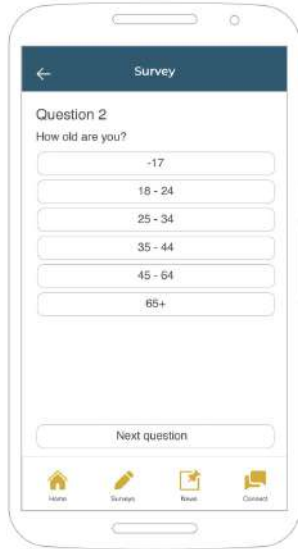 Survey
Question 2
How old are you?
-17
18 - 24
25 - 34
35 - 44
45 - 64
65+
Next question
Home
Surveys
News
Connect